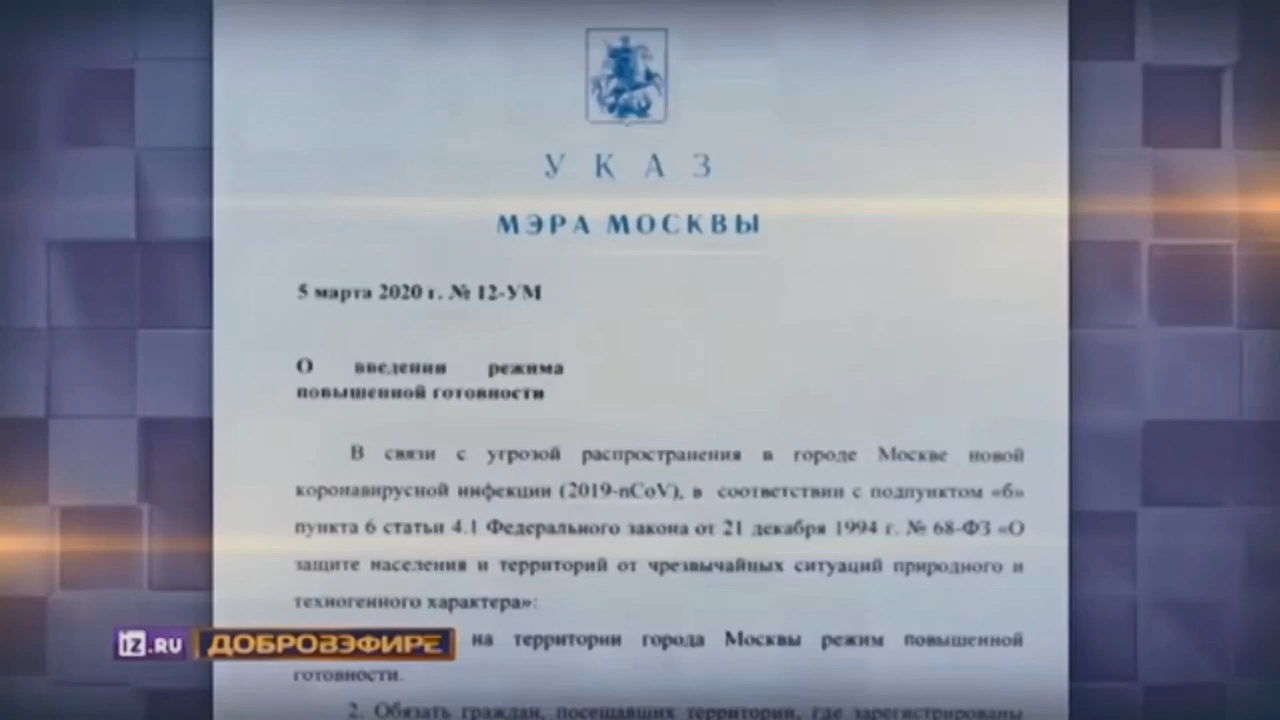 У К А З
МЭРА МОСКВЫ
5 марта 2020 г. № 12-УМ
О введении режима
повышенной готовности
В связи с угрозой распространения в городе Москве новой
коронавирусной инфекции (2019-nCoV), в соответствии с подпунктом «б»
пункта 6 статьи 4.1 Федерального закона от 21 декабря 1994 г. № 68-ФЗ «О
защите населения и территорий от чрезвычайных ситуаций природного и
техногенного характера»:
на территории города Москвы режим повышенной
готовности.
2. Обязать граждан, посещавших территории, где зарегистрированы
IZ.RU ДОБРОВЭФИРЕ